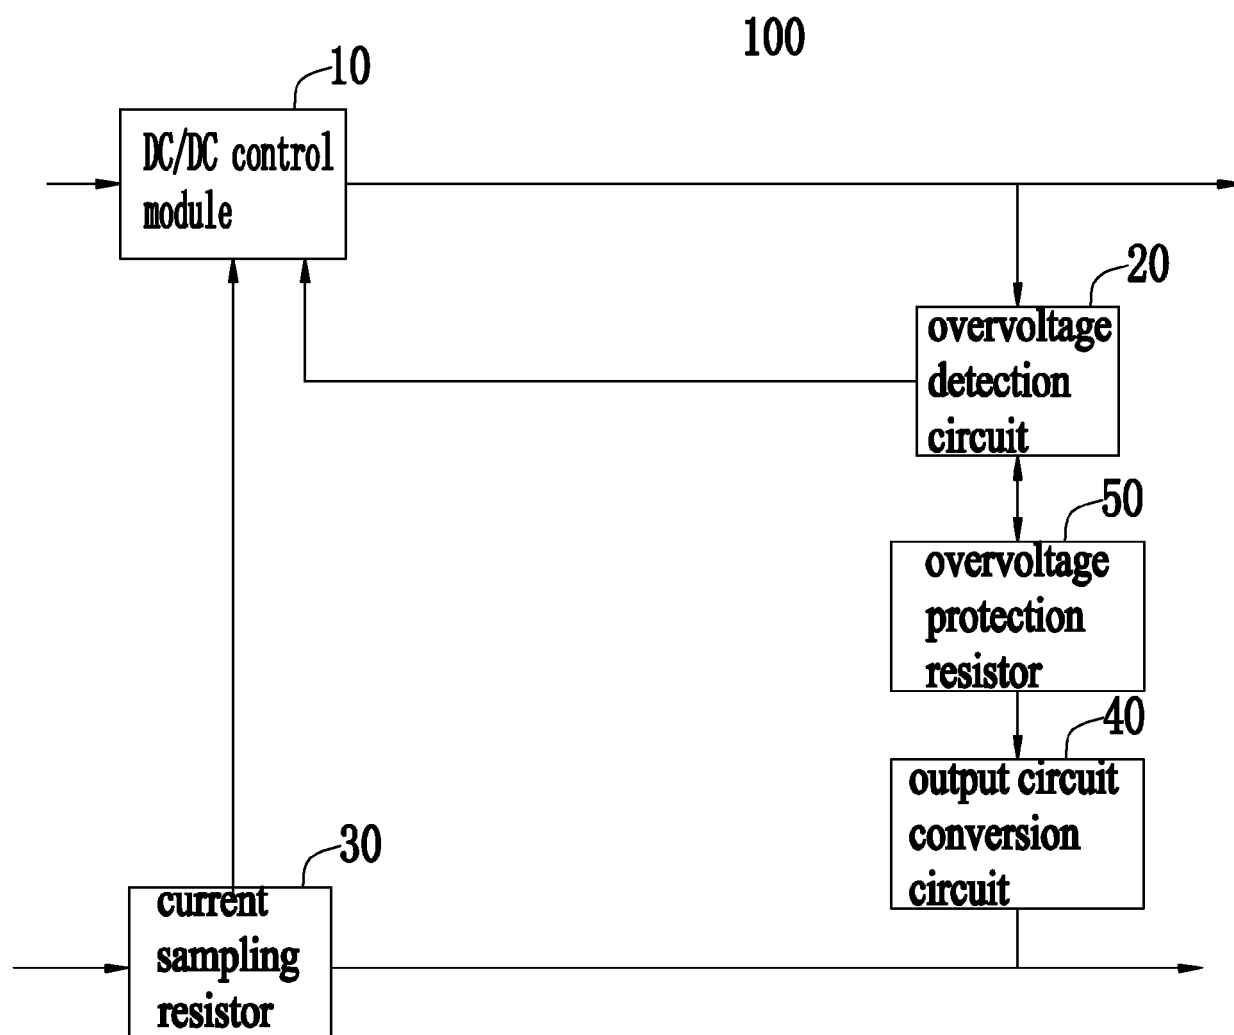 100
10
DC/DC control
module
20
overvoltage
detection
circuit
50
overvoltage
protection
resistor
40
output circuit
conversion
circuit
30
current
sampling
resistor